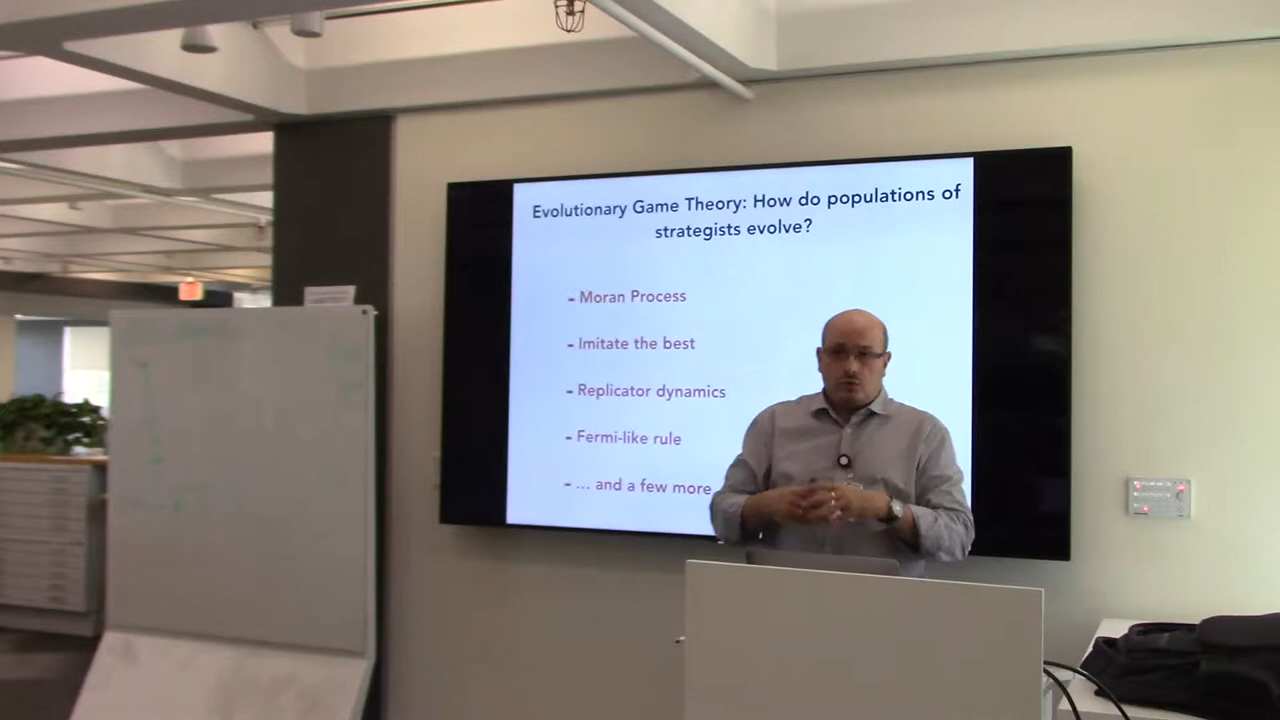 Evolutionary Game Theory: How do populations of
strategists evolve?
- Moran Process
- Imitate the best
- Replicator dynamics
- Fermi-like rule
- ... and a few more